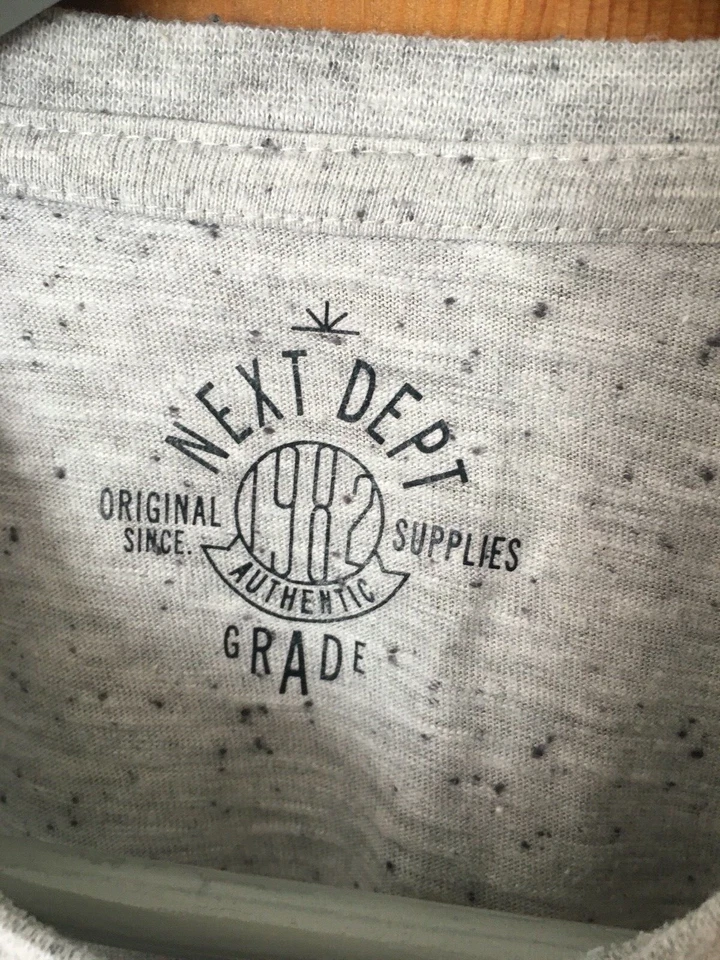 NEXT DEPT
ORIGINAL
SINCE.
1982
SUPPLIES
AUTHENTIC
GRADE